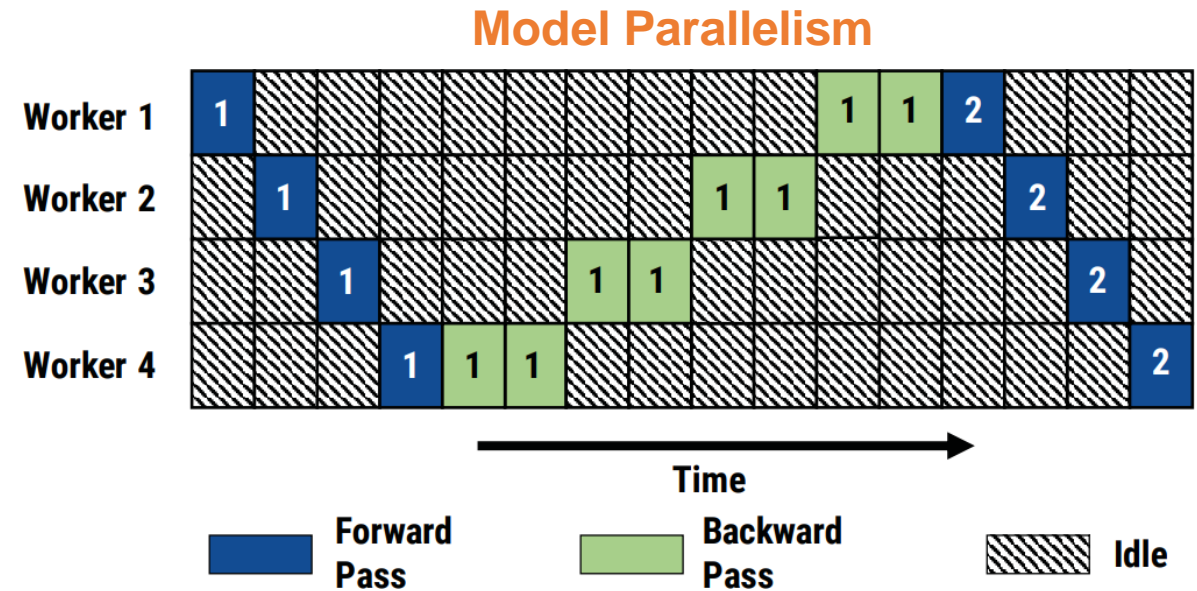 Model Parallelism
Worker 1 1 1 1 2
Worker 2 1 1 1 2
Worker 3 1 1 1 2
Worker 4 1 1 1 2
Time
Forward
Pass
Backward
Pass
Idle